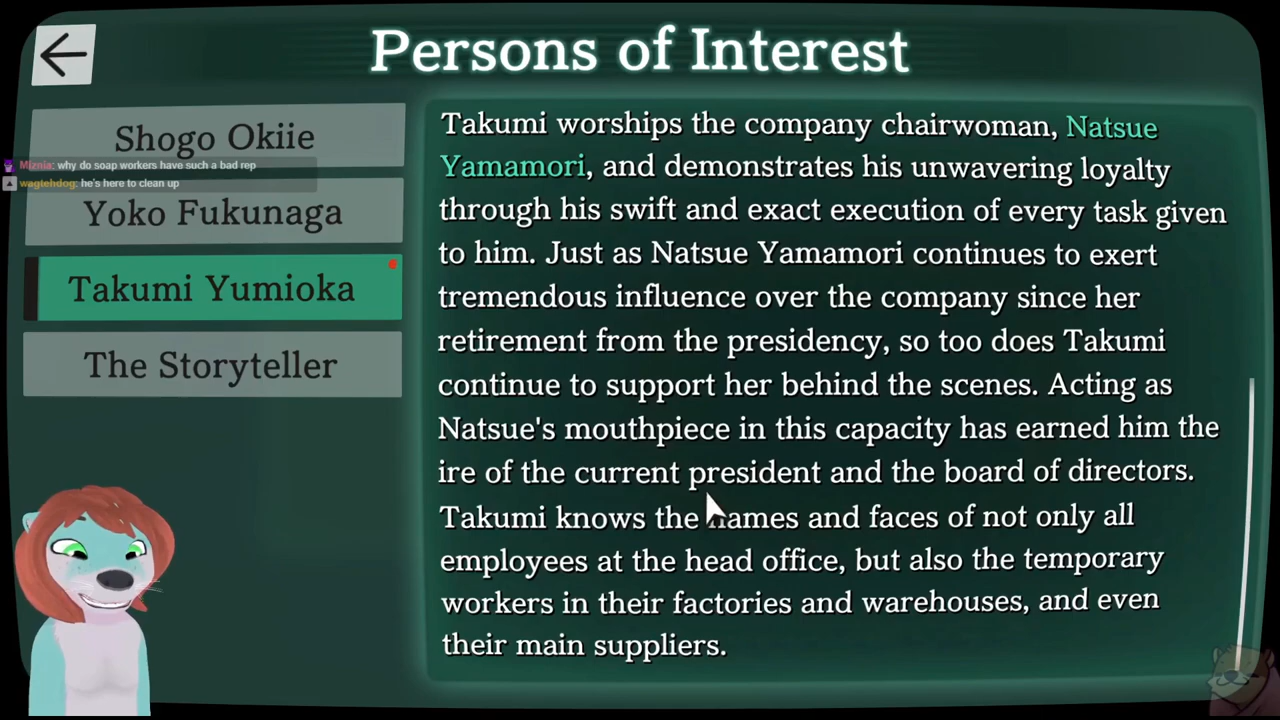 Persons of Interest
Shogo Okiie
Miznia: why do soap workers have such a bad rep
wagtehdog: he's here to clean up
Yoko Fukunaga
Takumi Yumioka
The Storyteller
Takumi worships the company chairwoman, Natsue
Yamamori, and demonstrates his unwavering loyalty
through his swift and exact execution of every task given
to him. Just as Natsue Yamamori continues to exert
tremendous influence over the company since her
retirement from the presidency, so too does Takumi
continue to support her behind the scenes. Acting as
Natsue's mouthpiece in this capacity has earned him the
ire of the current president and the board of directors.
Takumi knows the names and faces of not only all
employees at the head office, but also the temporary
workers in their factories and warehouses, and even
their main suppliers.